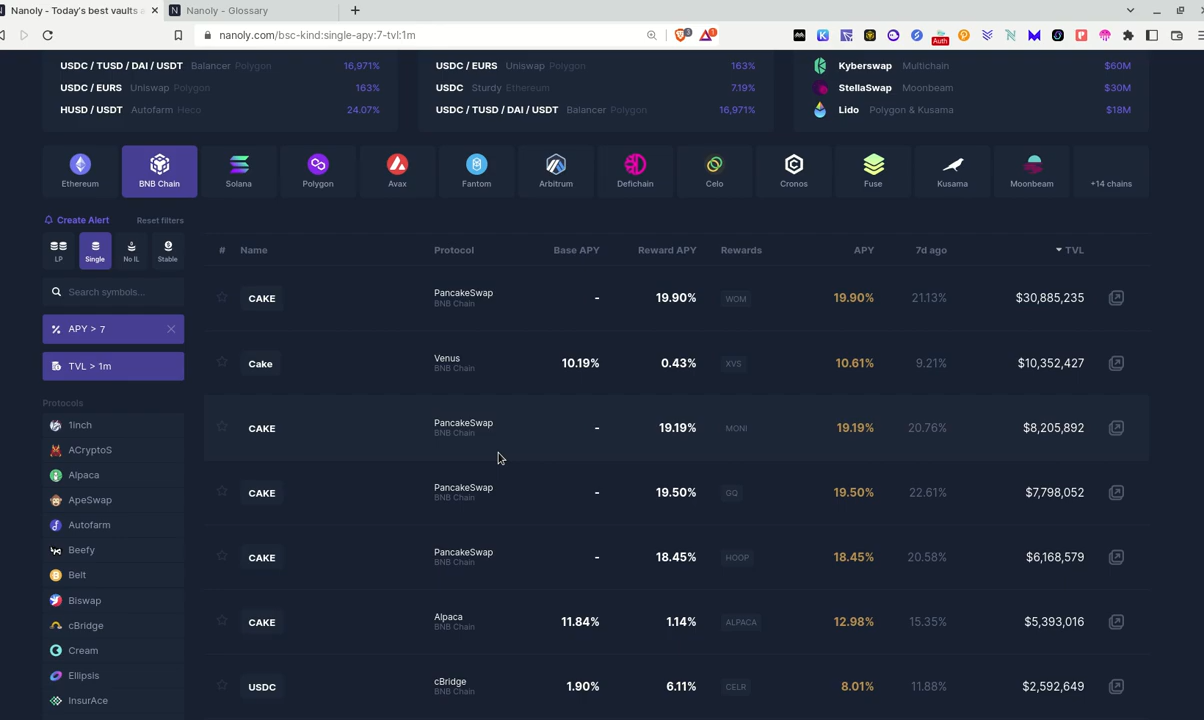 Nanoly - Today's best vaults a
Nanoly - Glossary
nanoly.com/bsc-kind:single-apy:7-tvl:1m
3
1
Auth
USDC / TUSD / DAI / USDT Balancer Polygon 16,971%
USDC / EURS Uniswap Polygon 163%
HUSD / USDT Autofarm Heco 24.07%
USDC / EURS Uniswap Polygon 163%
USDC Sturdy Ethereum 7.19%
USDC / TUSD / DAI / USDT Balancer Polygon 16,971%
Kyberswap Multichain $60M
StellaSwap Moonbeam $30M
Lido Polygon & Kusama $18M
Ethereum BNB Chain Solana Polygon Avax Fantom Arbitrum Defichain Celo Cronos Fuse Kusama Moonbeam +14 chains
Create Alert Reset filters
LP Single No IL Stable
Search symbols...
APY > 7
TVL > 1m
Protocols
1inch
ACryptoS
Alpaca
ApeSwap
Autofarm
Beefy
Belt
Biswap
cBridge
Cream
Ellipsis
InsurAce
# Name Protocol Base APY Reward APY Rewards APY 7d ago TVL
CAKE PancakeSwap - 19.90% WOM 19.90% 21.13% $30,885,235
BNB Chain
Cake Venus 10.19% 0.43% XVS 10.61% 9.21% $10,352,427
BNB Chain
CAKE PancakeSwap - 19.19% MONI 19.19% 20.76% $8,205,892
BNB Chain
CAKE PancakeSwap - 19.50% GQ 19.50% 22.61% $7,798,052
BNB Chain
CAKE PancakeSwap - 18.45% HOOP 18.45% 20.58% $6,168,579
BNB Chain
CAKE Alpaca 11.84% 1.14% ALPACA 12.98% 15.35% $5,393,016
BNB Chain
USDC cBridge 1.90% 6.11% CELR 8.01% 11.88% $2,592,649
BNB Chain